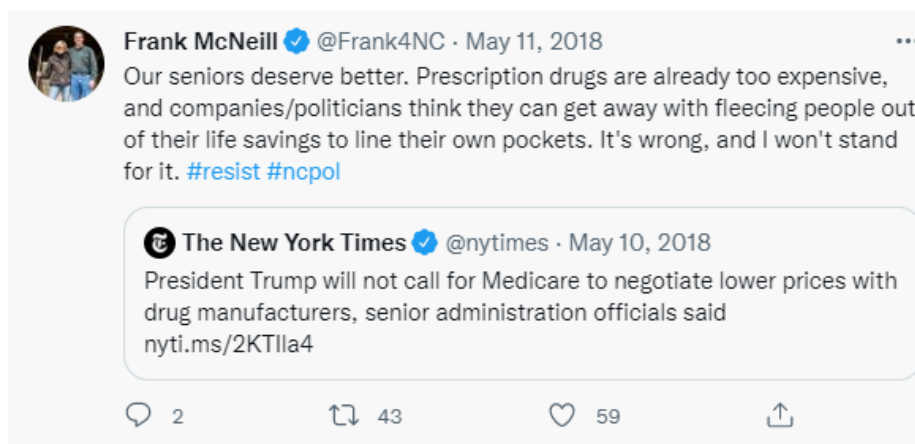 Frank McNeill @Frank4NC · May 11, 2018
Our seniors deserve better. Prescription drugs are already too expensive,
and companies/politicians think they can get away with fleecing people out
of their life savings to line their own pockets. It's wrong, and I won't stand
for it. #resist #ncpol
The New York Times @nytimes · May 10, 2018
President Trump will not call for Medicare to negotiate lower prices with
drug manufacturers, senior administration officials said
nyti.ms/2KTlla4
2 43 59